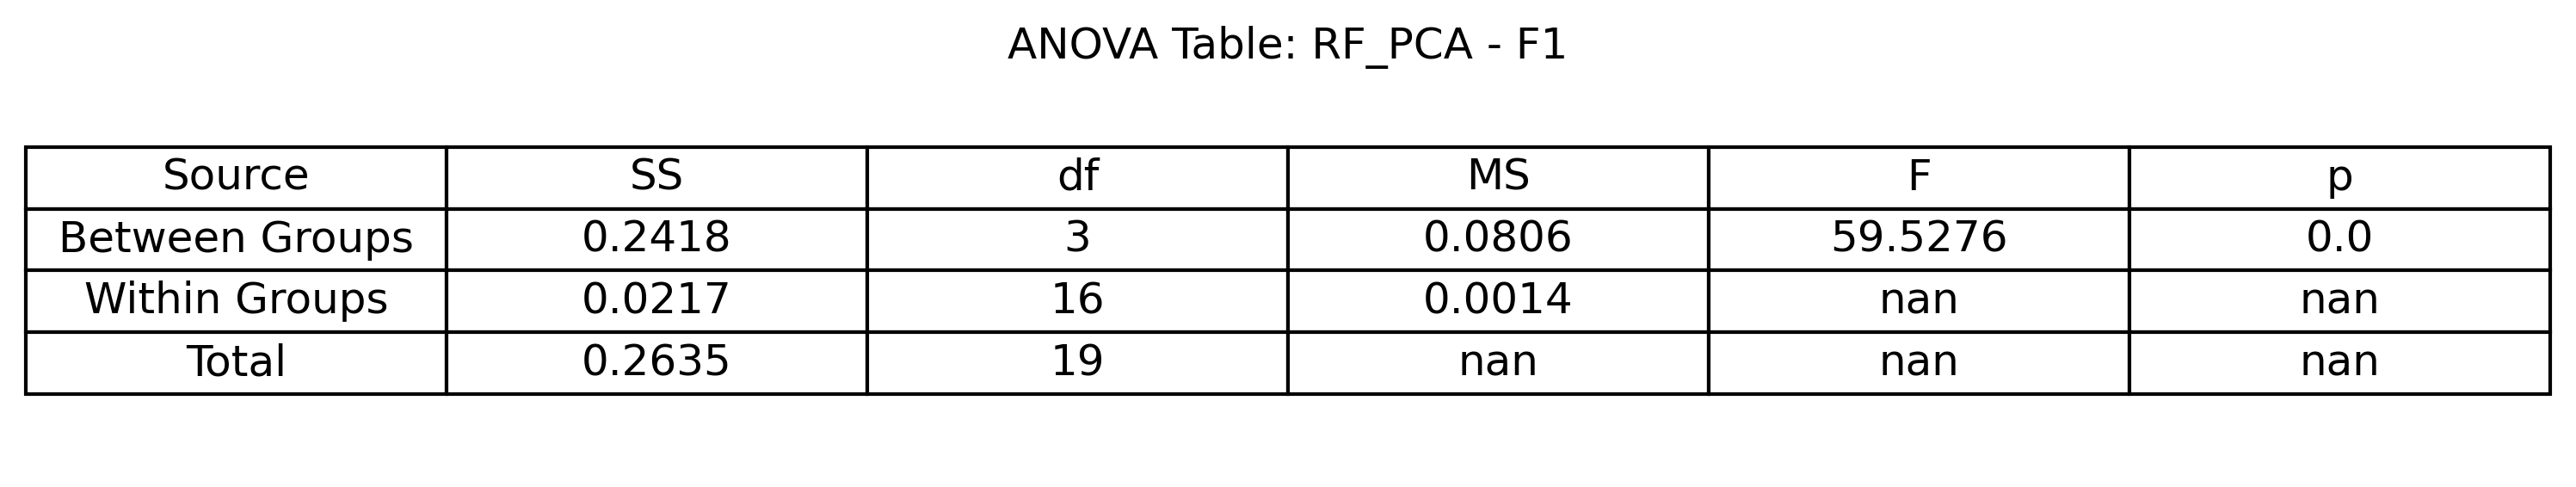 ANOVA Table: RF_PCA - F1
Source SS df MS F p
Between Groups 0.2418 3 0.0806 59.5276 0.0
Within Groups 0.0217 16 0.0014 nan nan
Total 0.2635 19 nan nan nan